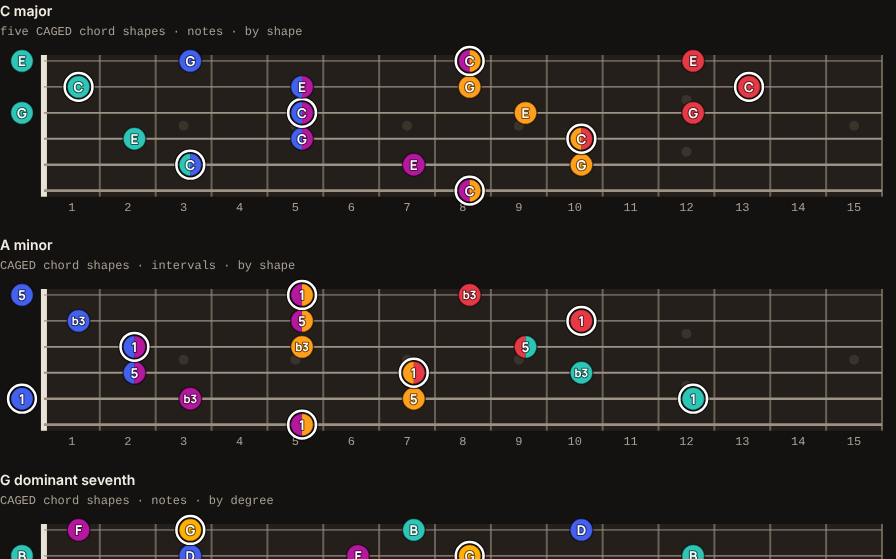 C major
five CAGED chord shapes · notes · by shape
E G C E
C E G C
G C E G
E G C
C E G
C
1 2 3 4 5 6 7 8 9 10 11 12 13 14 15
A minor
CAGED chord shapes · intervals · by shape
5 1 b3
b3 5 1
1 b3 5
5 1 b3
1 b3 5 1
1
1 2 3 4 5 6 7 8 9 10 11 12 13 14 15
G dominant seventh
CAGED chord shapes · notes · by degree
F G B D
B D F G B